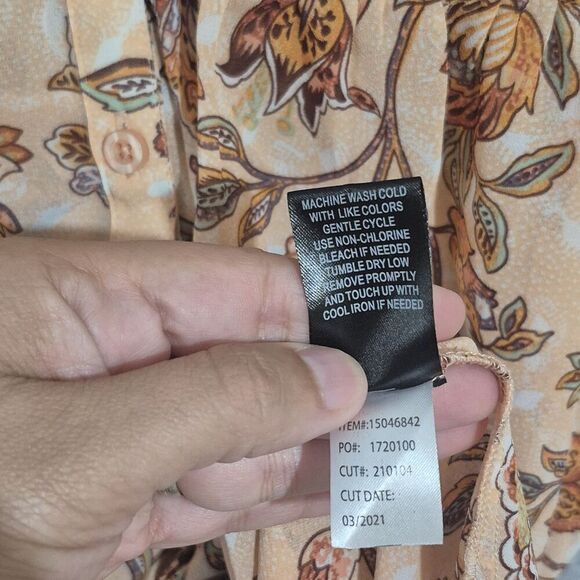 MACHINE WASH COLD
WITH LIKE COLORS
GENTLE CYCLE
USE NON-CHLORINE
BLEACH IF NEEDED
TUMBLE DRY LOW
REMOVE PROMPTLY
AND TOUCH UP WITH
COOL IRON IF NEEDED
ITEM#:15046842
PO#: 1720100
CUT#: 210104
CUT DATE:
03/2021